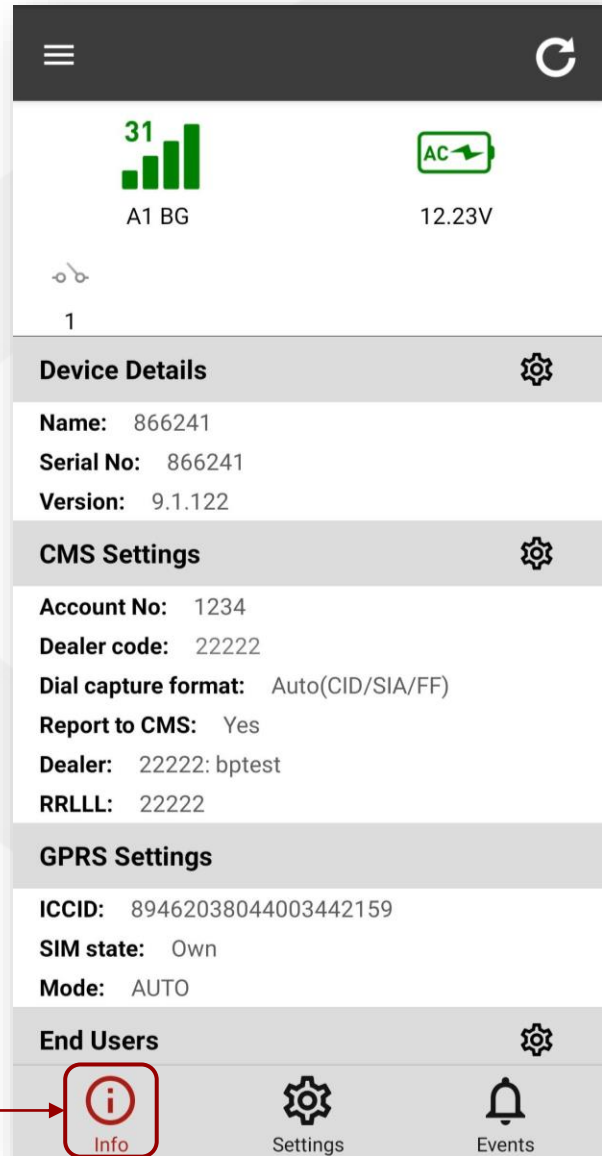 31
AC
A1 BG
12.23V
1
Device Details
Name: 866241
Serial No: 866241
Version: 9.1.122
CMS Settings
Account No: 1234
Dealer code: 22222
Dial capture format: Auto(CID/SIA/FF)
Report to CMS: Yes
Dealer: 22222: bptest
RRLLL: 22222
GPRS Settings
ICCID: 89462038044003442159
SIM state: Own
Mode: AUTO
End Users
Info
Settings
Events